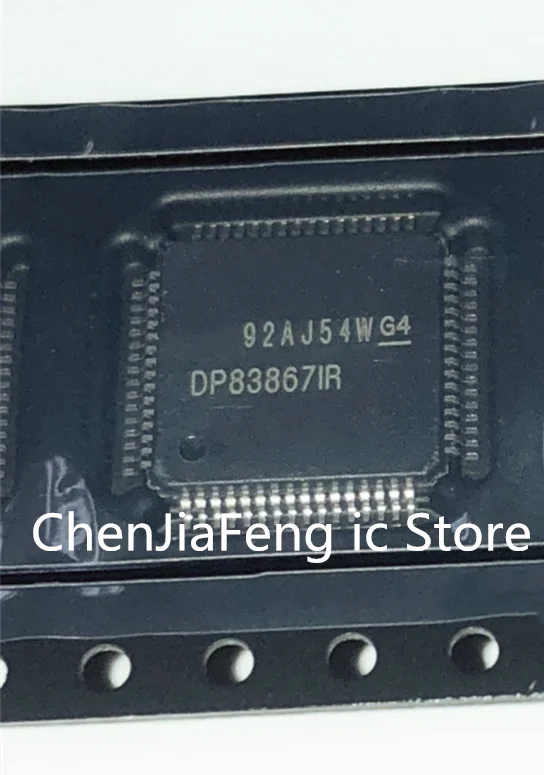 92AJ54W G4
DP83867IR
ChenJiaFeng ic Store